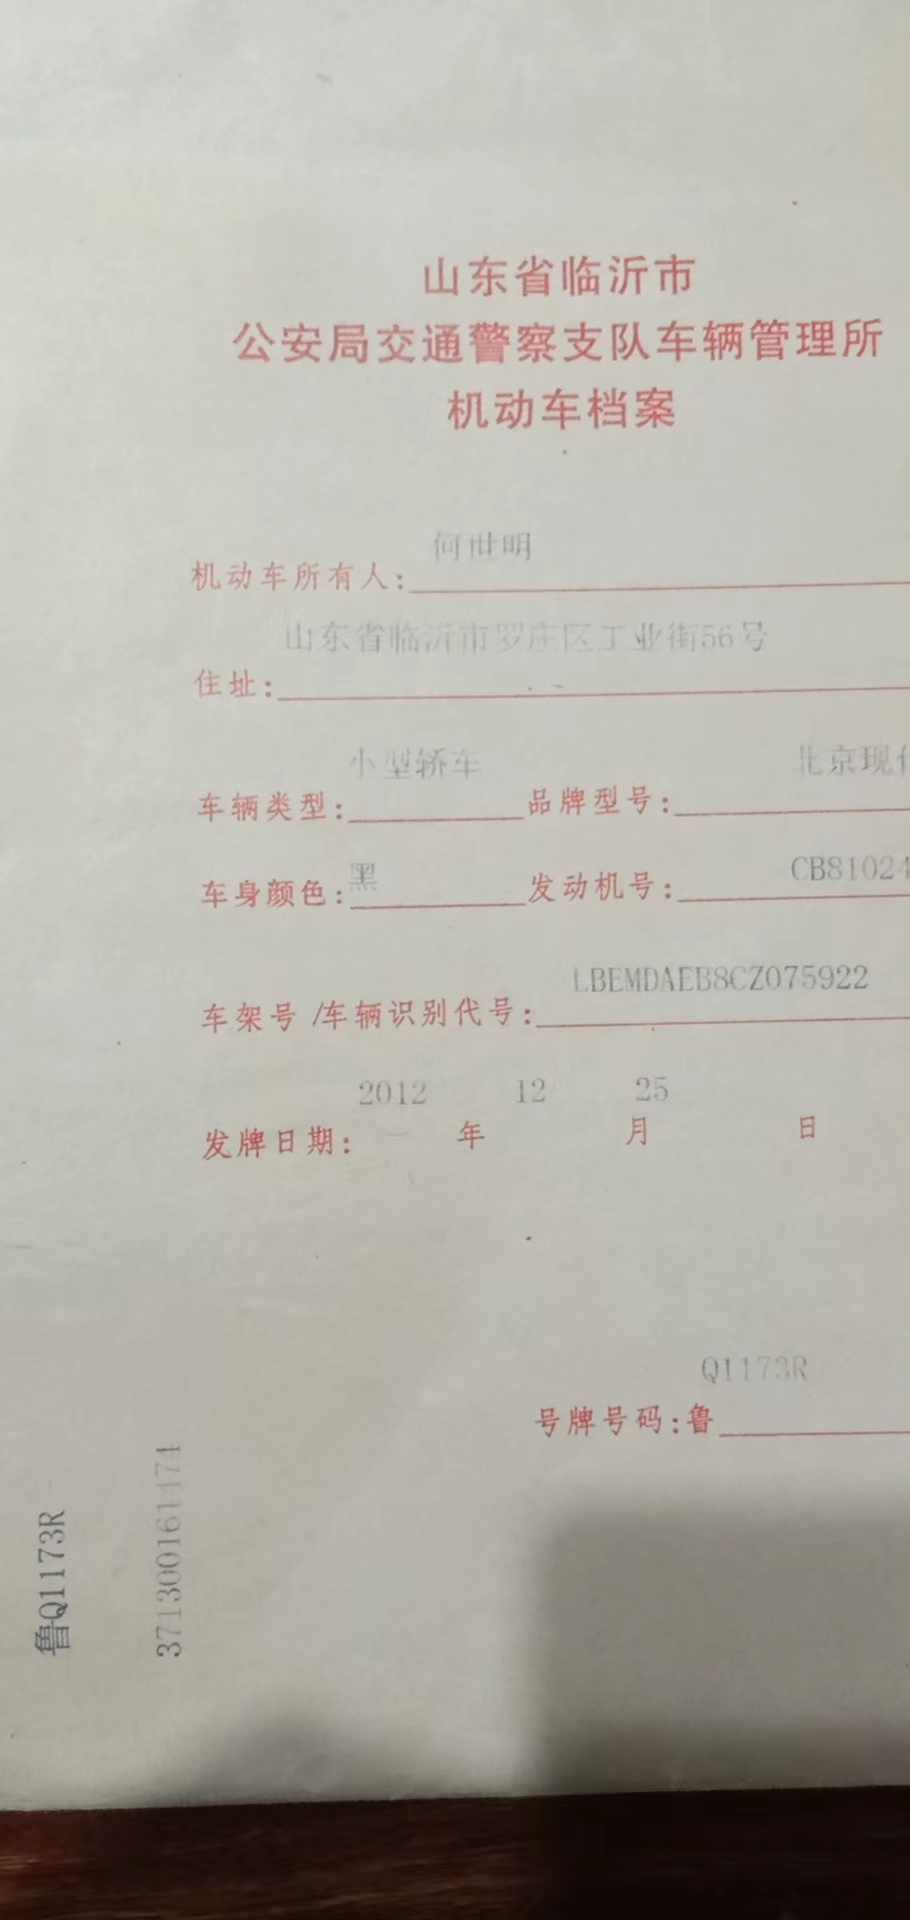 山东省临沂市
公安局交通警察支队车辆管理所
机动车档案
机动车所有人: 何世明
住址: 山东省临沂市罗庄区工业街56号
车辆类型: 小型轿车 品牌型号: 北京现
车身颜色: 黑 发动机号: CB81024
车架号/车辆识别代号: LBEMDAEB8CZ075922
发牌日期: 2012 年 12 月 25 日
号牌号码:鲁 Q1173R
鲁Q1173R
371300161474